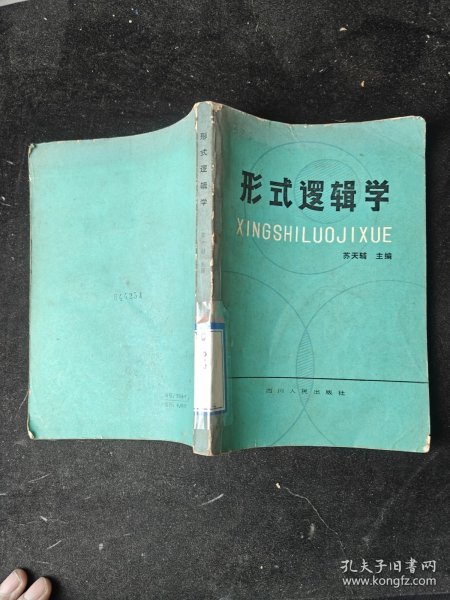 形式逻辑学
XINGSHILUOJIXUE
苏天辅 主编
四川人民出版社
形式逻辑学
孔夫子旧书网
www.kongfz.com